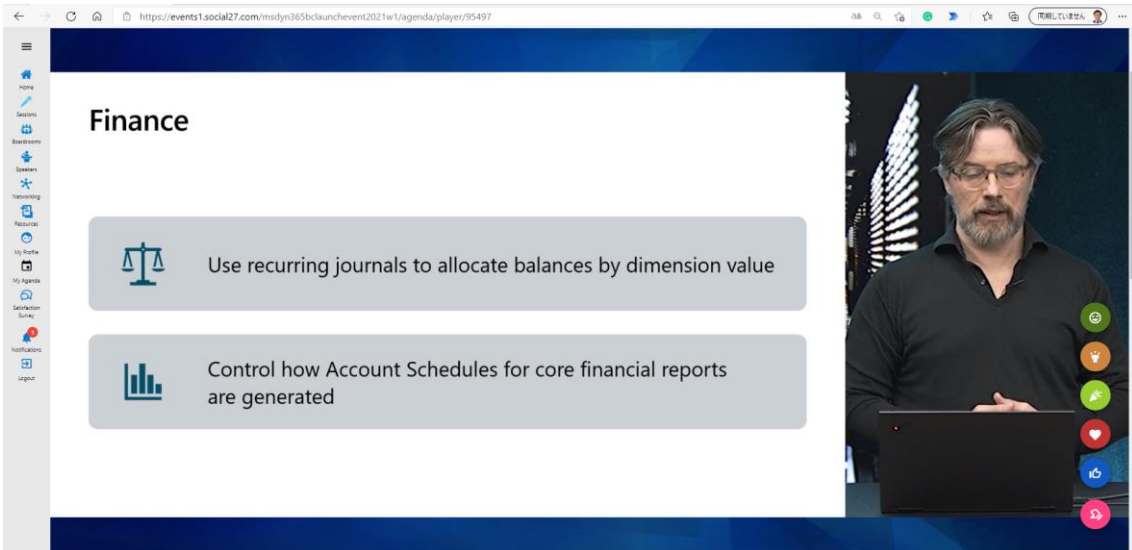 https://events1.social27.com/msdyn365bclaunchevent2021w1/agenda/player/95497
同期していません
Home
Sessions
Boardrooms
Speakers
Networking
Resources
My Profile
My Agenda
Satisfaction
Survey
1
Notifications
Logout
Finance
Use recurring journals to allocate balances by dimension value
Control how Account Schedules for core financial reports
are generated